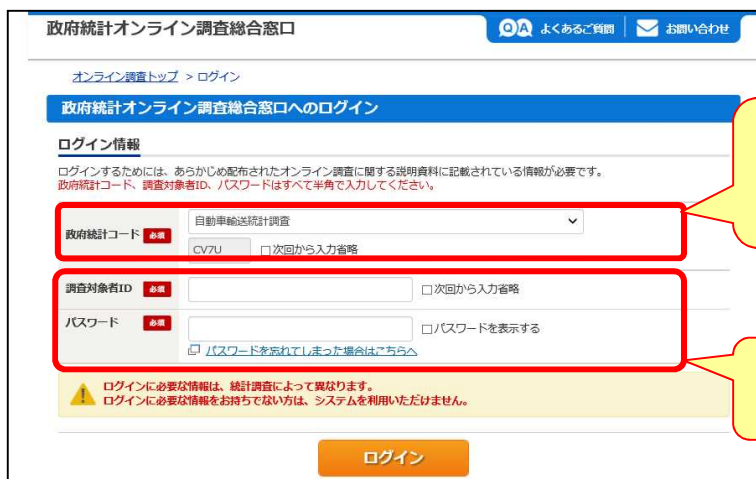 政府統計オンライン調査総合窓口
QA よくあるご質問 お問い合わせ
オンライン調査トップ > ログイン
政府統計オンライン調査総合窓口へのログイン
ログイン情報
ログインするためには、あらかじめ配布されたオンライン調査に関する説明資料に記載されている情報が必要です。
政府統計コード、調査対象者ID、パスワードはすべて半角で入力してください。
政府統計コード 必須 自動車輸送統計調査
CV7U □次回から入力省略
調査対象者ID 必須 □次回から入力省略
パスワード 必須 □パスワードを表示する
パスワードを忘れてしまった場合はこちらへ
ログインに必要な情報は、統計調査によって異なります。
ログインに必要な情報をお持ちでない方は、システムを利用いただけません。
ログイン